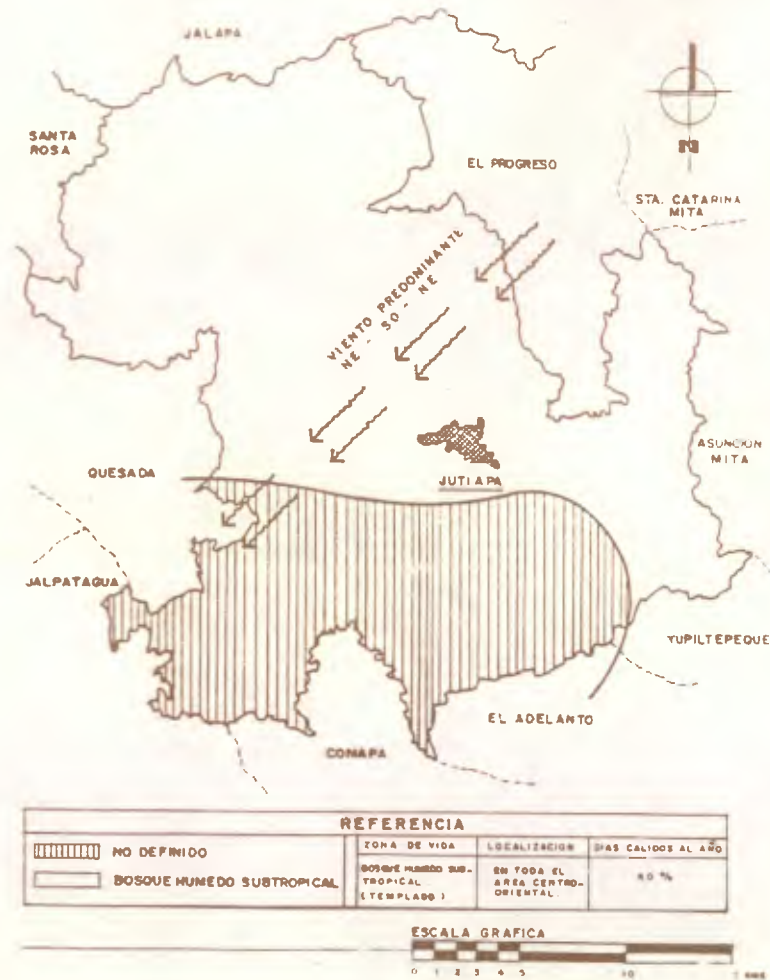 JALAPA
SANTA
ROSA
EL PROGRESO
STA. CATARINA
MITA
VIENTO PREDOMINANTE
NE - SO - NE
ASUNCION
MITA
QUESADA
JUTIAPA
JALPATAGUA
YUPILTEPEQUE
EL ADELANTO
COMAPA
REFERENCIA
NO DEFINIDO
BOSQUE HUMEDO SUBTROPICAL
ZONA DE VIDA
LOCALIZACION
DIAS CALIDOS AL AÑO
BOSQUE HUMEDO SUB-
TROPICAL
(TEMPLADO)
EN TODA EL
AREA CENTRO-
ORIENTAL.
%
ESCALA GRAFICA
0 1 2 3 4 5 10